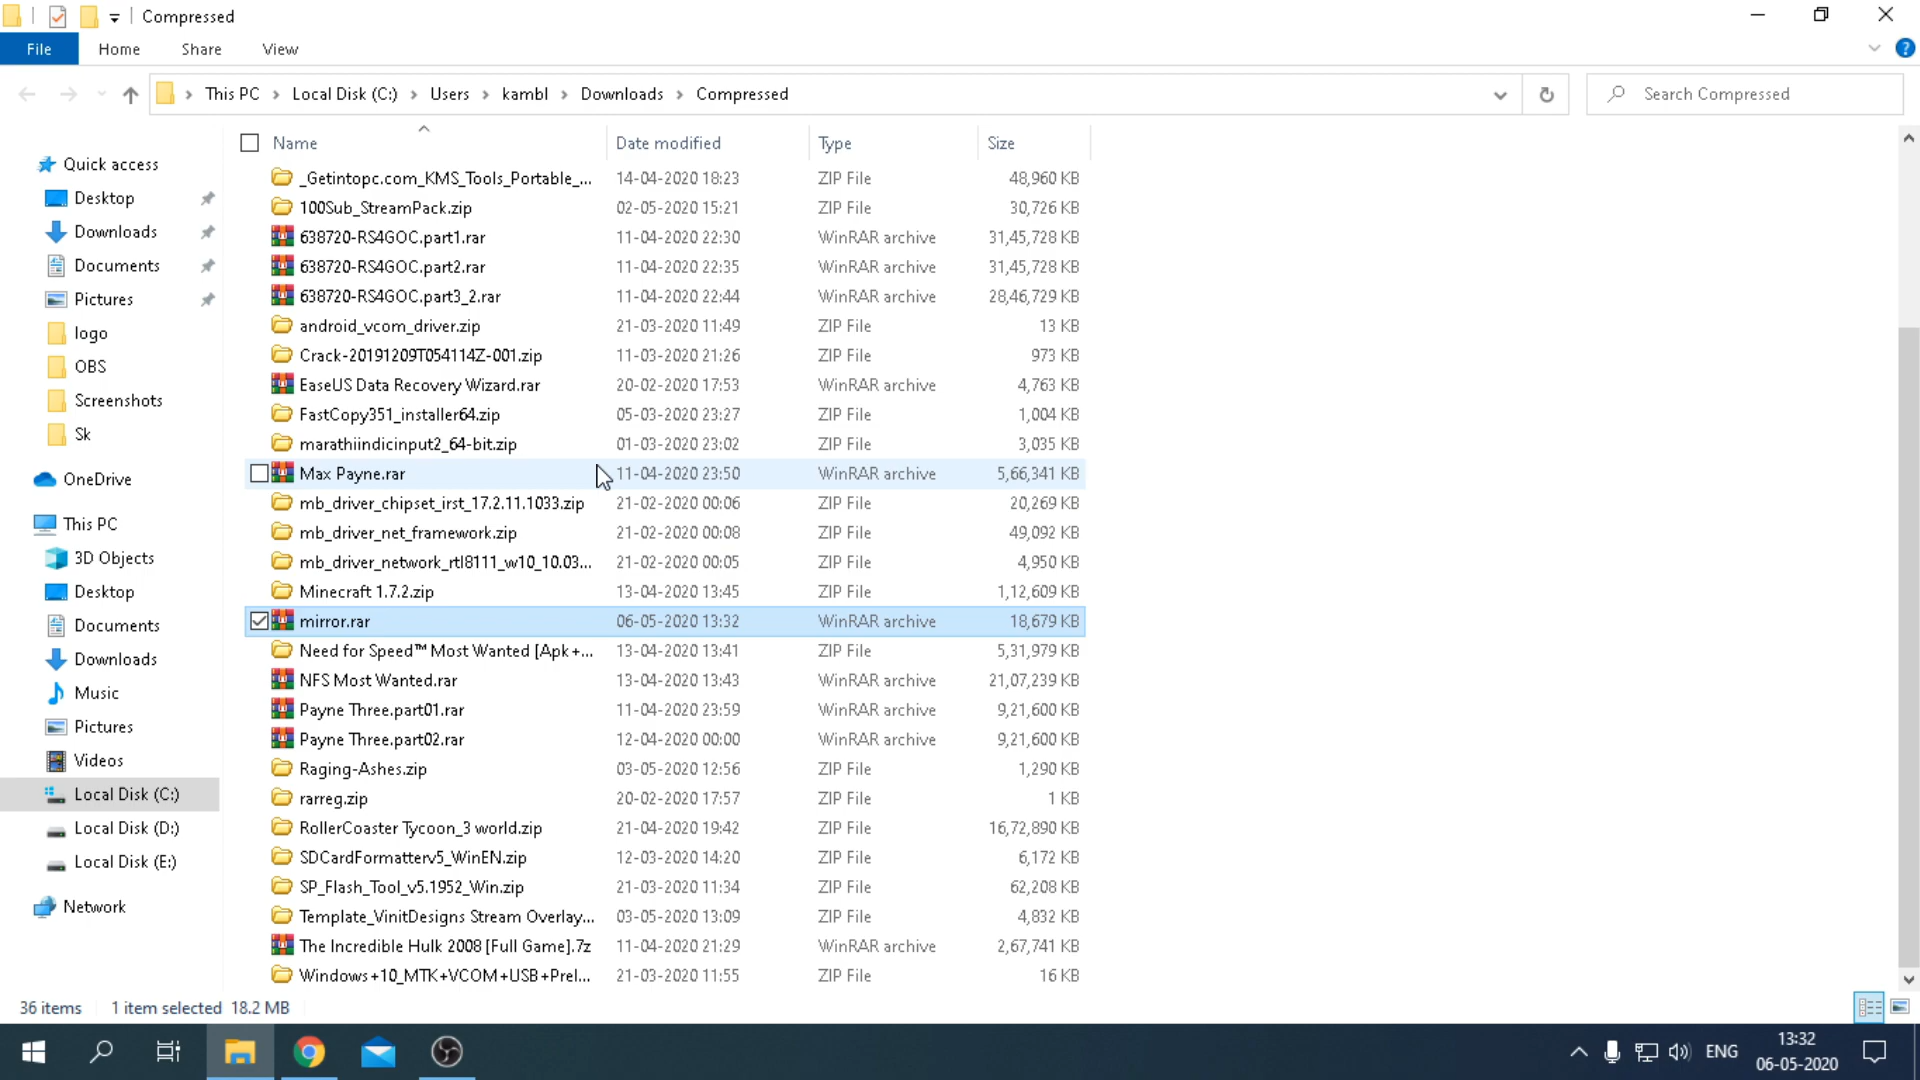 Compressed
File Home Share View
This PC Local Disk (C:) Users kambl Downloads Compressed
Search Compressed
Name Date modified Type Size
Quick access
Desktop
Downloads
Documents
Pictures
logo
OBS
Screenshots
Sk
OneDrive
This PC
3D Objects
Desktop
Documents
Downloads
Music
Pictures
Videos
Local Disk (C:)
Local Disk (D:)
Local Disk (E:)
Network
_Getintopc.com_KMS_Tools_Portable_... 14-04-2020 18:23 ZIP File 48,960 KB
100Sub_StreamPack.zip 02-05-2020 15:21 ZIP File 30,726 KB
638720-RS4GOC.part1.rar 11-04-2020 22:30 WinRAR archive 31,45,728 KB
638720-RS4GOC.part2.rar 11-04-2020 22:35 WinRAR archive 31,45,728 KB
638720-RS4GOC.part3_2.rar 11-04-2020 22:44 WinRAR archive 28,46,729 KB
android_vcom_driver.zip 21-03-2020 11:49 ZIP File 13 KB
Crack-20191209T054114Z-001.zip 11-03-2020 21:26 ZIP File 973 KB
EaseUS Data Recovery Wizard.rar 20-02-2020 17:53 WinRAR archive 4,763 KB
FastCopy351_installer64.zip 05-03-2020 23:27 ZIP File 1,004 KB
marathiindicinput2_64-bit.zip 01-03-2020 23:02 ZIP File 3,035 KB
Max Payne.rar 11-04-2020 23:50 WinRAR archive 5,66,341 KB
mb_driver_chipset_irst_17.2.11.1033.zip 21-02-2020 00:06 ZIP File 20,269 KB
mb_driver_net_framework.zip 21-02-2020 00:08 ZIP File 49,092 KB
mb_driver_network_rtl8111_w10_10.03... 21-02-2020 00:05 ZIP File 4,950 KB
Minecraft 1.7.2.zip 13-04-2020 13:45 ZIP File 1,12,609 KB
mirror.rar 06-05-2020 13:32 WinRAR archive 18,679 KB
Need for Speed™ Most Wanted [Apk+... 13-04-2020 13:41 ZIP File 5,31,979 KB
NFS Most Wanted.rar 13-04-2020 13:43 WinRAR archive 21,07,239 KB
Payne Three.part01.rar 11-04-2020 23:59 WinRAR archive 9,21,600 KB
Payne Three.part02.rar 12-04-2020 00:00 WinRAR archive 9,21,600 KB
Raging-Ashes.zip 03-05-2020 12:56 ZIP File 1,290 KB
rarreg.zip 20-02-2020 17:57 ZIP File 1 KB
RollerCoaster Tycoon_3 world.zip 21-04-2020 19:42 ZIP File 16,72,890 KB
SDCardFormatterv5_WinEN.zip 12-03-2020 14:20 ZIP File 6,172 KB
SP_Flash_Tool_v5.1952_Win.zip 21-03-2020 11:34 ZIP File 62,208 KB
Template_VinitDesigns Stream Overlay... 03-05-2020 13:09 ZIP File 4,832 KB
The Incredible Hulk 2008 [Full Game].7z 11-04-2020 21:29 WinRAR archive 2,67,741 KB
Windows+10_MTK+VCOM+USB+Prel... 21-03-2020 11:55 ZIP File 16 KB
36 items 1 item selected 18.2 MB
ENG 13:32
06-05-2020